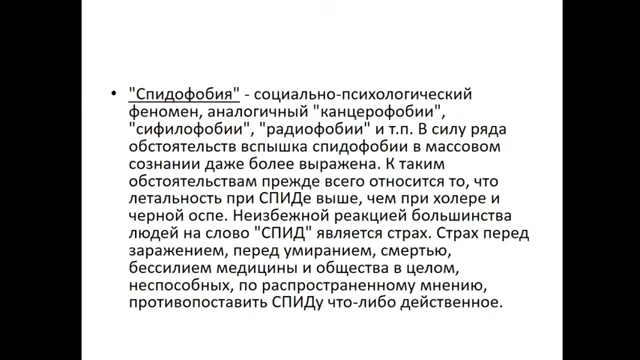 • "Спидофобия" - социально-психологический
феномен, аналогичный "канцерофобии",
"сифилофобии", "радиофобии" и т.п. В силу ряда
обстоятельств вспышка спидофобии в массовом
сознании даже более выражена. К таким
обстоятельствам прежде всего относится то, что
летальность при СПИДе выше, чем при холере и
черной оспе. Неизбежной реакцией большинства
людей на слово "СПИД" является страх. Страх перед
заражением, перед умиранием, смертью,
бессилием медицины и общества в целом,
неспособных, по распространенному мнению,
противопоставить СПИДу что-либо действенное.